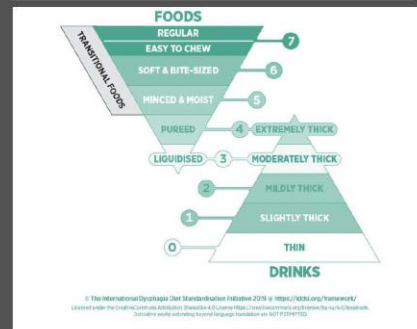 FOODS
REGULAR
EASY TO CHEW
7
TRANSITIONAL FOODS
SOFT & BITE-SIZED
6
MINCED & MOIST
5
PUREED
4
EXTREMELY THICK
LIQUIDISED
3
MODERATELY THICK
2
MILDLY THICK
1
SLIGHTLY THICK
0
THIN
DRINKS
© The International Dysphagia Diet Standardisation Initiative 2019 @ https://iddsi.org/framework/